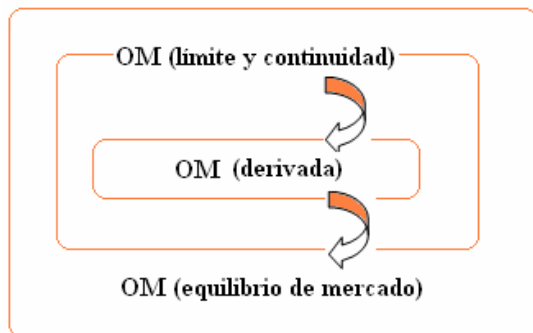 OM (límite y continuidad)
OM (derivada)
OM (equilibrio de mercado)